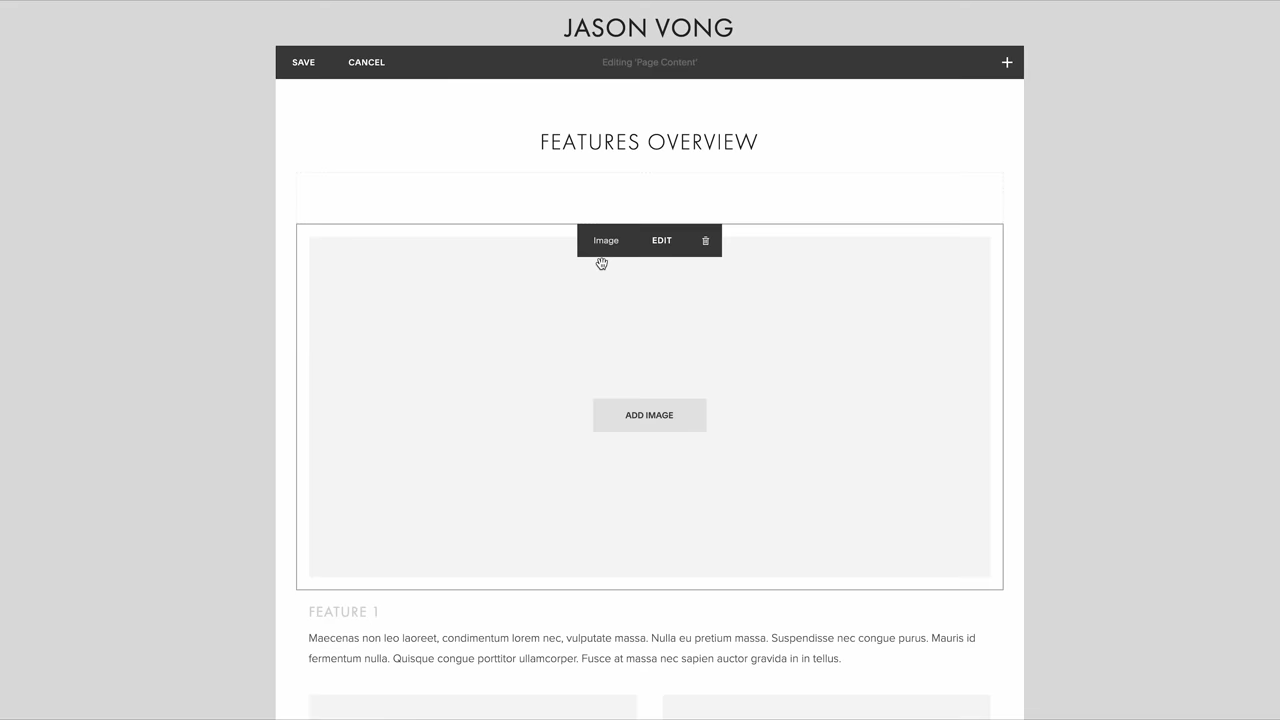 JASON VONG
SAVE CANCEL Editing 'Page Content' +
FEATURES OVERVIEW
Image EDIT
ADD IMAGE
FEATURE 1
Maecenas non leo laoreet, condimentum lorem nec, vulputate massa. Nulla eu pretium massa. Suspendisse nec congue purus. Mauris id
fermentum nulla. Quisque congue porttitor ullamcorper. Fusce at massa nec sapien auctor gravida in in tellus.